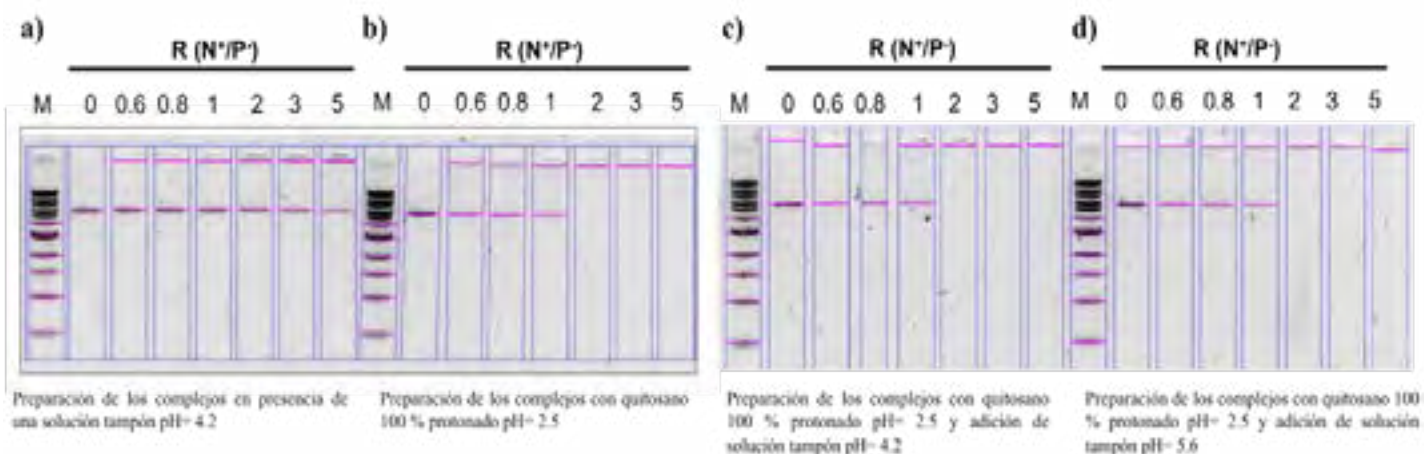 a)
R (N⁺/P⁻)
M 0 0.6 0.8 1 2 3 5
Preparación de los complejos en presencia de
una solución tampón pH= 4.2
b)
R (N⁺/P⁻)
M 0 0.6 0.8 1 2 3 5
Preparación de los complejos con quitosano
100 % protonado pH= 2.5
c)
R (N⁺/P⁻)
M 0 0.6 0.8 1 2 3 5
Preparación de los complejos con quitosano
100 % protonado pH= 2.5 y adición de
solución tampón pH= 4.2
d)
R (N⁺/P⁻)
M 0 0.6 0.8 1 2 3 5
Preparación de los complejos con quitosano 100
% protonado pH= 2.5 y adición de solución
tampón pH= 5.6